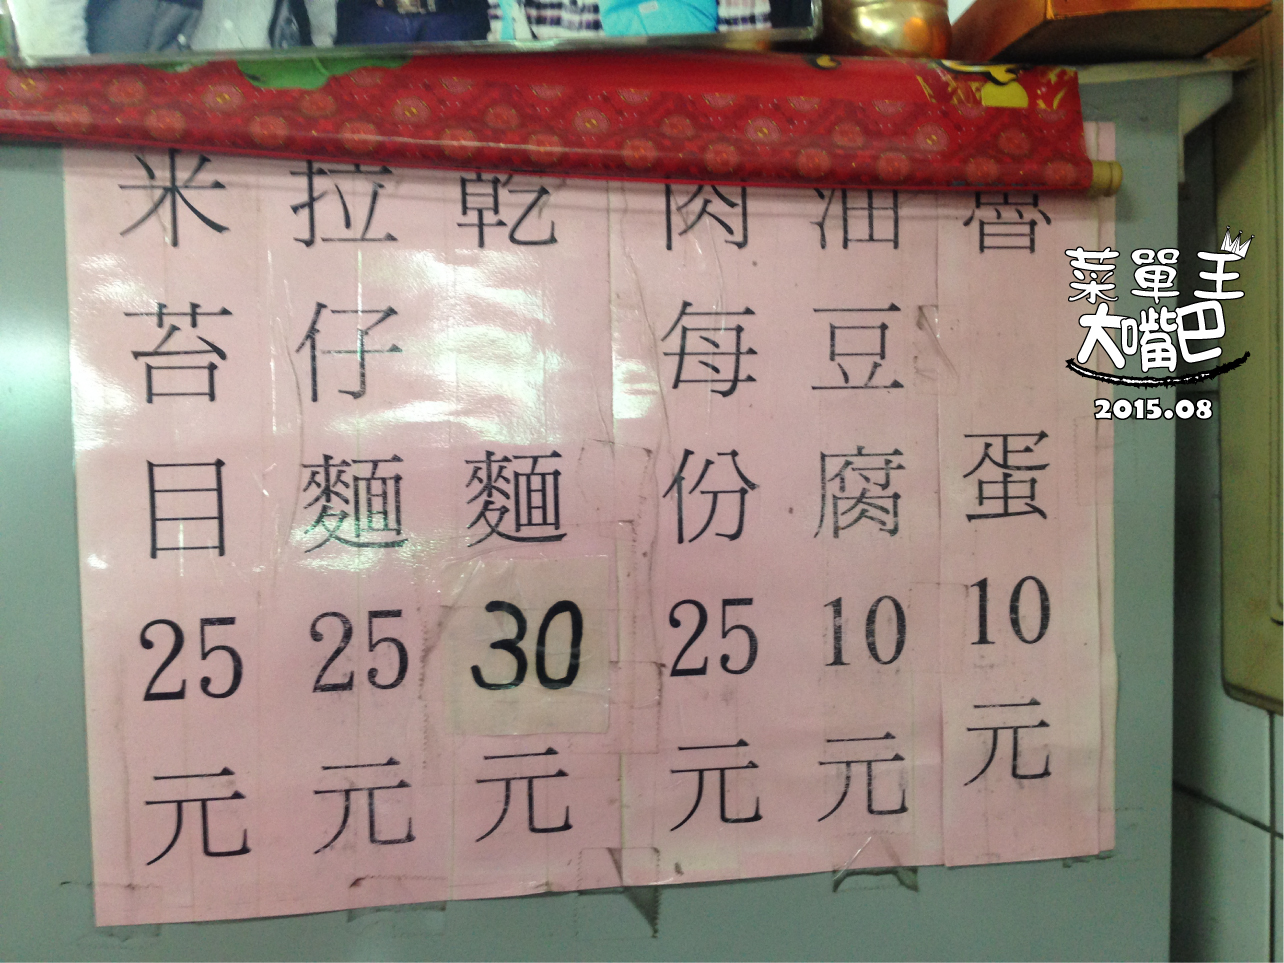 魯蛋10元
油豆腐10元
肉每份25元
乾麵30元
拉仔麵25元
米苔目25元
菜單王
大嘴巴
2015.08